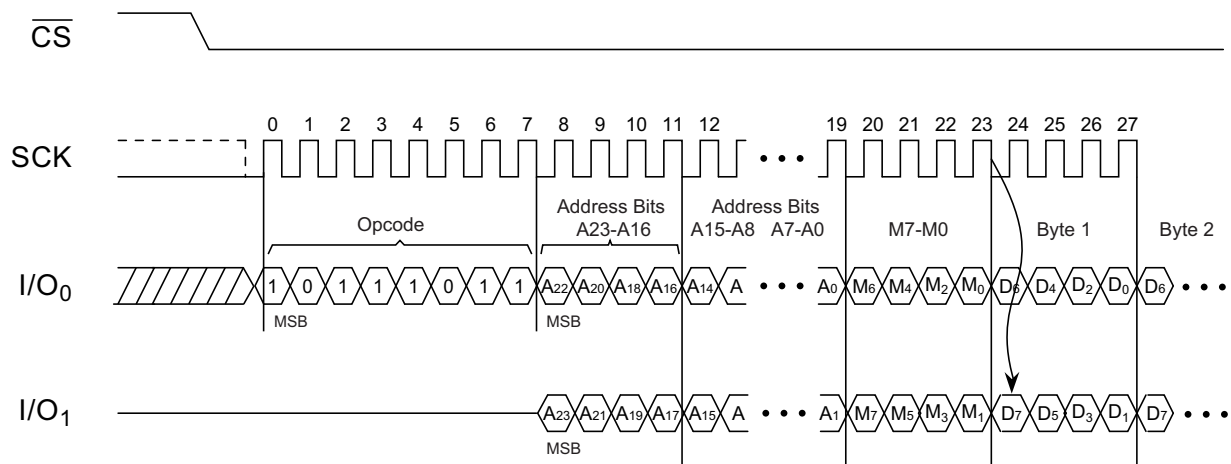 CS
0 1 2 3 4 5 6 7 8 9 10 11 12 19 20 21 22 23 24 25 26 27
SCK • • •
Opcode
Address Bits
A23-A16
Address Bits
A15-A8 A7-A0
M7-M0
Byte 1
Byte 2
I/O0 1 0 1 1 1 0 1 1 A22 A20 A18 A16 A14 A • • • A0 M6 M4 M2 M0 D6 D4 D2 D0 D6 • • •
MSB MSB
I/O1 A23 A21 A19 A17 A15 A • • • A1 M7 M5 M3 M1 D7 D5 D3 D1 D7 • • •
MSB